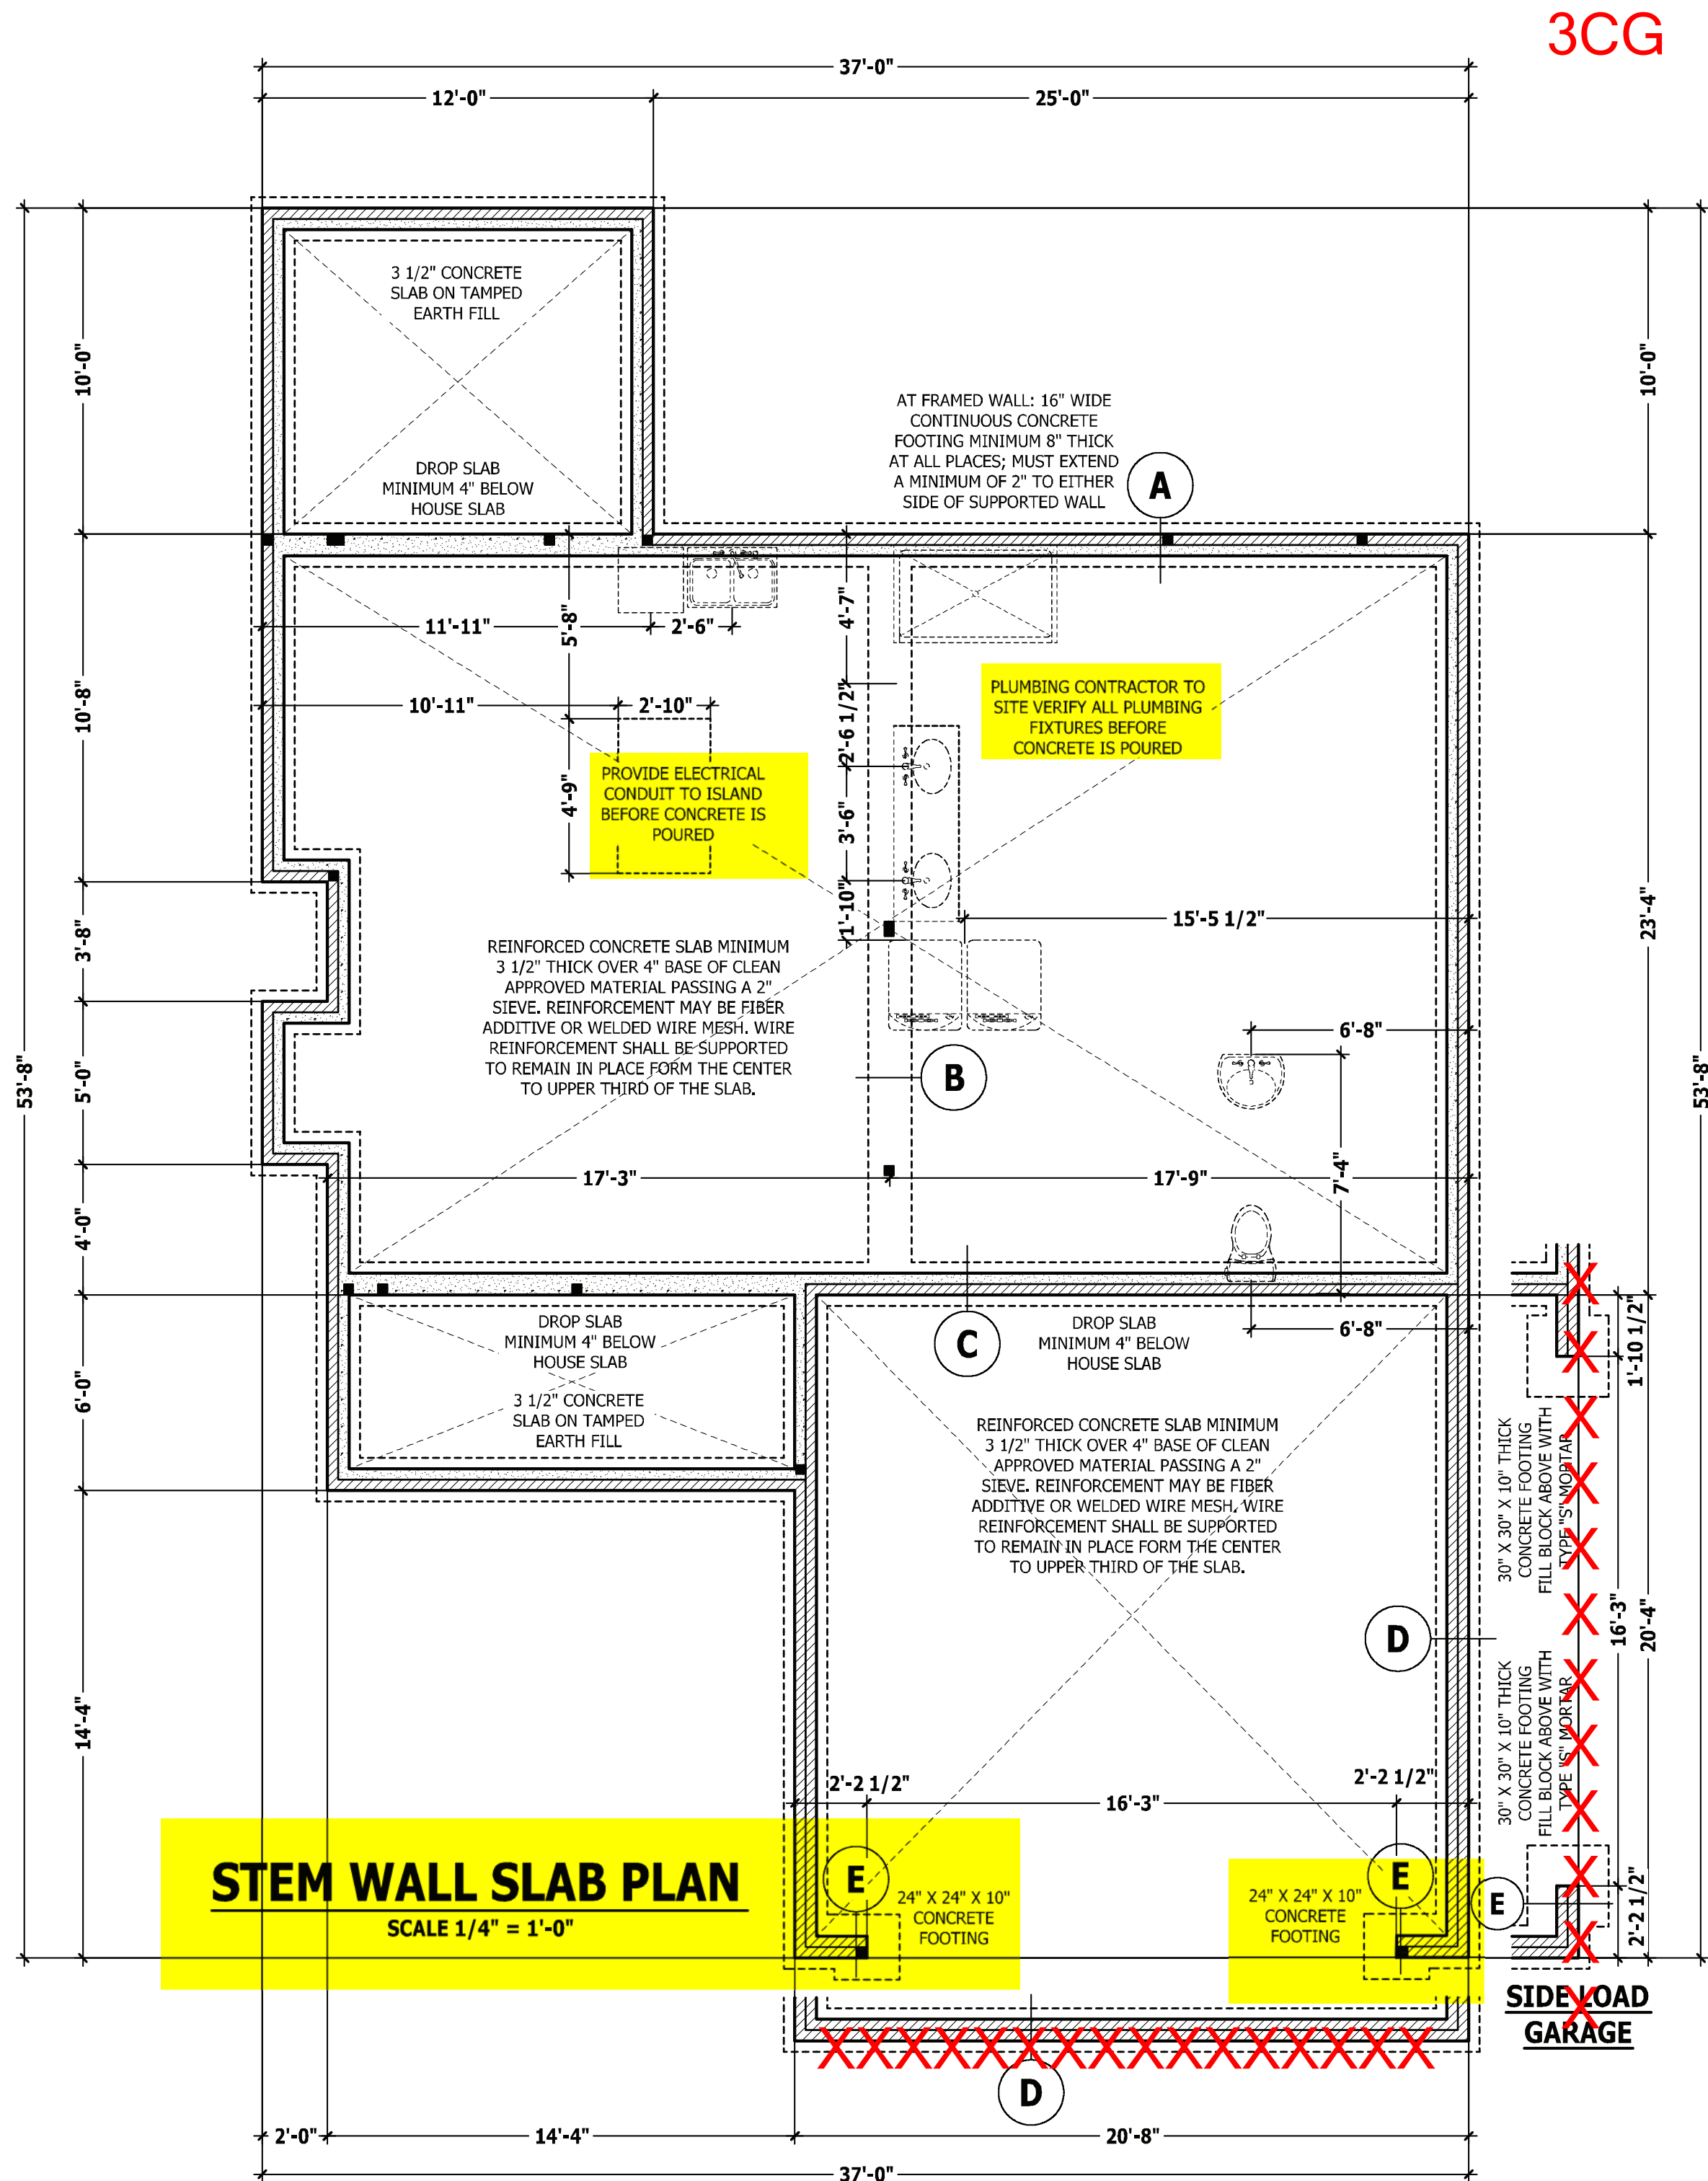 3CG
37'-0"
12'-0"
25'-0"
3 1/2" CONCRETE
SLAB ON TAMPED
EARTH FILL
DROP SLAB
MINIMUM 4" BELOW
HOUSE SLAB
10'-0"
10'-0"
AT FRAMED WALL: 16" WIDE
CONTINUOUS CONCRETE
FOOTING MINIMUM 8" THICK
AT ALL PLACES; MUST EXTEND
A MINIMUM OF 2" TO EITHER
SIDE OF SUPPORTED WALL
A
11'-11"
2'-6"
5'-8"
4'-7"
10'-8"
10'-11"
2'-10"
2'-6 1/2"
PLUMBING CONTRACTOR TO
SITE VERIFY ALL PLUMBING
FIXTURES BEFORE
CONCRETE IS POURED
PROVIDE ELECTRICAL
CONDUIT TO ISLAND
BEFORE CONCRETE IS
POURED
4'-9"
3'-6"
1'-10"
15'-5 1/2"
3'-8"
23'-4"
REINFORCED CONCRETE SLAB MINIMUM
3 1/2" THICK OVER 4" BASE OF CLEAN
APPROVED MATERIAL PASSING A 2"
SIEVE. REINFORCEMENT MAY BE FIBER
ADDITIVE OR WELDED WIRE MESH. WIRE
REINFORCEMENT SHALL BE SUPPORTED
TO REMAIN IN PLACE FORM THE CENTER
TO UPPER THIRD OF THE SLAB.
6'-8"
B
53'-8"
5'-0"
53'-8"
17'-3"
17'-9"
7'-4"
4'-0"
DROP SLAB
MINIMUM 4" BELOW
HOUSE SLAB
3 1/2" CONCRETE
SLAB ON TAMPED
EARTH FILL
C
DROP SLAB
MINIMUM 4" BELOW
HOUSE SLAB
6'-8"
1'-10 1/2"
6'-0"
REINFORCED CONCRETE SLAB MINIMUM
3 1/2" THICK OVER 4" BASE OF CLEAN
APPROVED MATERIAL PASSING A 2"
SIEVE. REINFORCEMENT MAY BE FIBER
ADDITIVE OR WELDED WIRE MESH. WIRE
REINFORCEMENT SHALL BE SUPPORTED
TO REMAIN IN PLACE FORM THE CENTER
TO UPPER THIRD OF THE SLAB.
30" X 30" X 10" THICK
CONCRETE FOOTING
FILL BLOCK ABOVE WITH
TYPE "S" MORTAR
D
16'-3"
20'-4"
30" X 30" X 10" THICK
CONCRETE FOOTING
FILL BLOCK ABOVE WITH
TYPE "S" MORTAR
14'-4"
2'-2 1/2"
16'-3"
2'-2 1/2"
STEM WALL SLAB PLAN
SCALE 1/4" = 1'-0"
E
24" X 24" X 10"
CONCRETE
FOOTING
24" X 24" X 10"
CONCRETE
FOOTING
E
E
2'-2 1/2"
SIDE LOAD
GARAGE
D
2'-0"
14'-4"
20'-8"
37'-0"